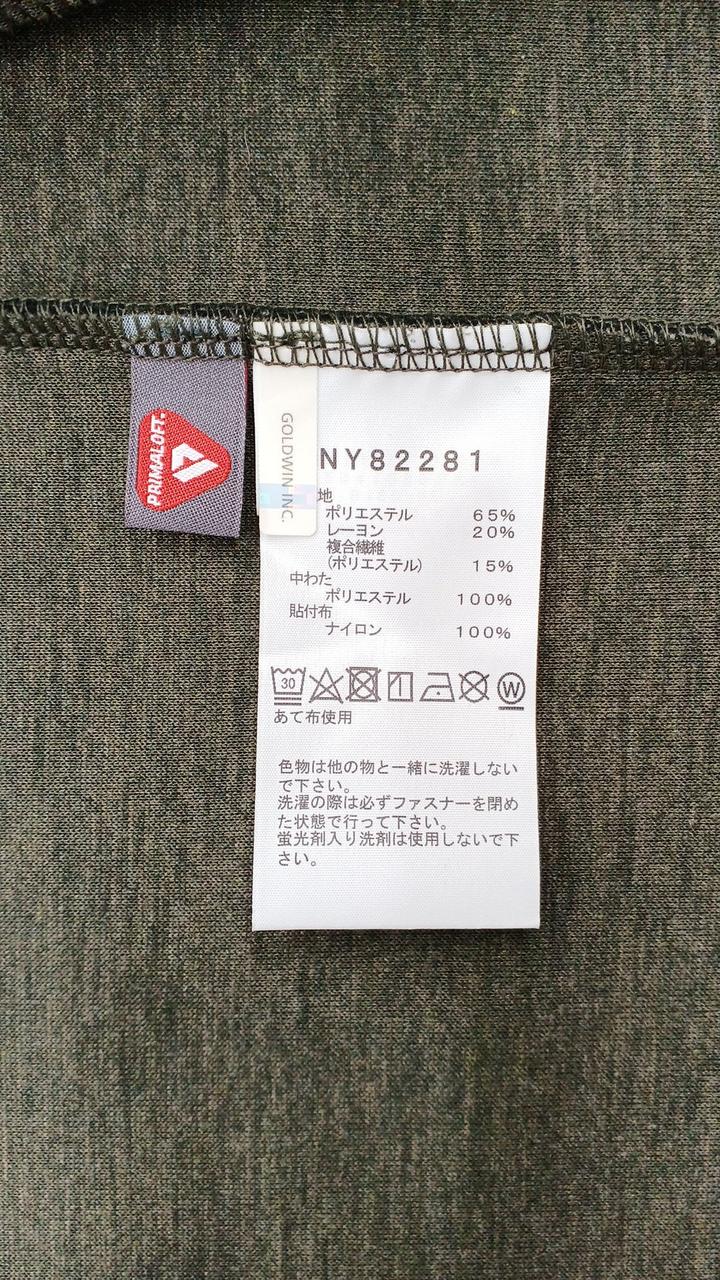 PRIMALOFT.
GOLDWIN INC.
NY82281
地
ポリエステル 65%
レーヨン 20%
複合繊維
(ポリエステル) 15%
中わた
ポリエステル 100%
貼付布
ナイロン 100%
30 W
あて布使用
色物は他の物と一緒に洗濯しない
で下さい。
洗濯の際は必ずファスナーを閉め
た状態で行って下さい。
蛍光剤入り洗剤は使用しないで下
さい。